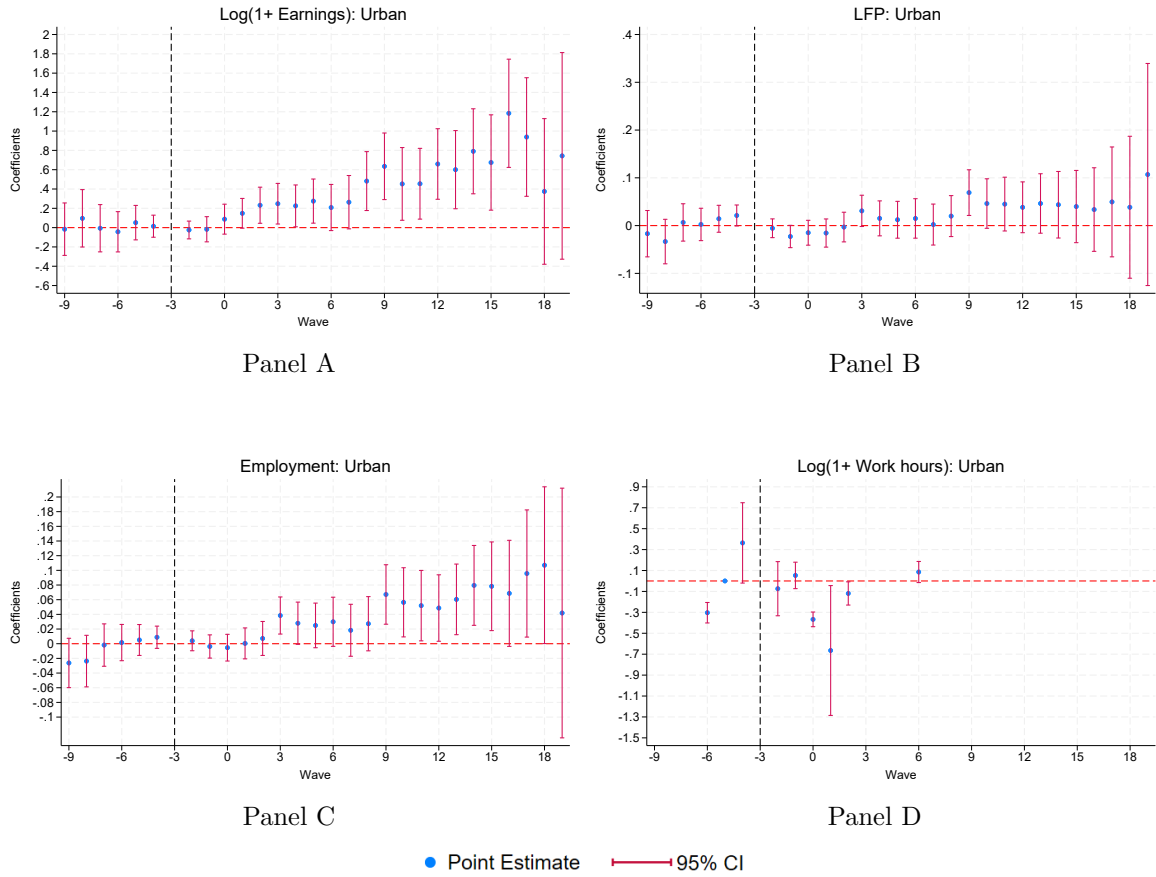 Log(1+ Earnings): Urban
2
1.8
1.6
1.4
1.2
1
.8
.6
.4
.2
0
-.2
-.4
-.6
Coefficients
-9 -6 -3 0 3 6 9 12 15 18
Wave
Panel A
LFP: Urban
.4
.3
.2
.1
0
-.1
Coefficients
-9 -6 -3 0 3 6 9 12 15 18
Wave
Panel B
Employment: Urban
.2
.18
.16
.14
.12
.1
.08
.06
.04
.02
0
-.02
-.04
-.06
-.08
-.1
Coefficients
-9 -6 -3 0 3 6 9 12 15 18
Wave
Panel C
Log(1+ Work hours): Urban
.9
.7
.5
.3
.1
-.1
-.3
-.5
-.7
-.9
-1.1
-1.3
-1.5
Coefficients
-9 -6 -3 0 3 6 9 12 15 18
Wave
Panel D
Point Estimate 95% CI